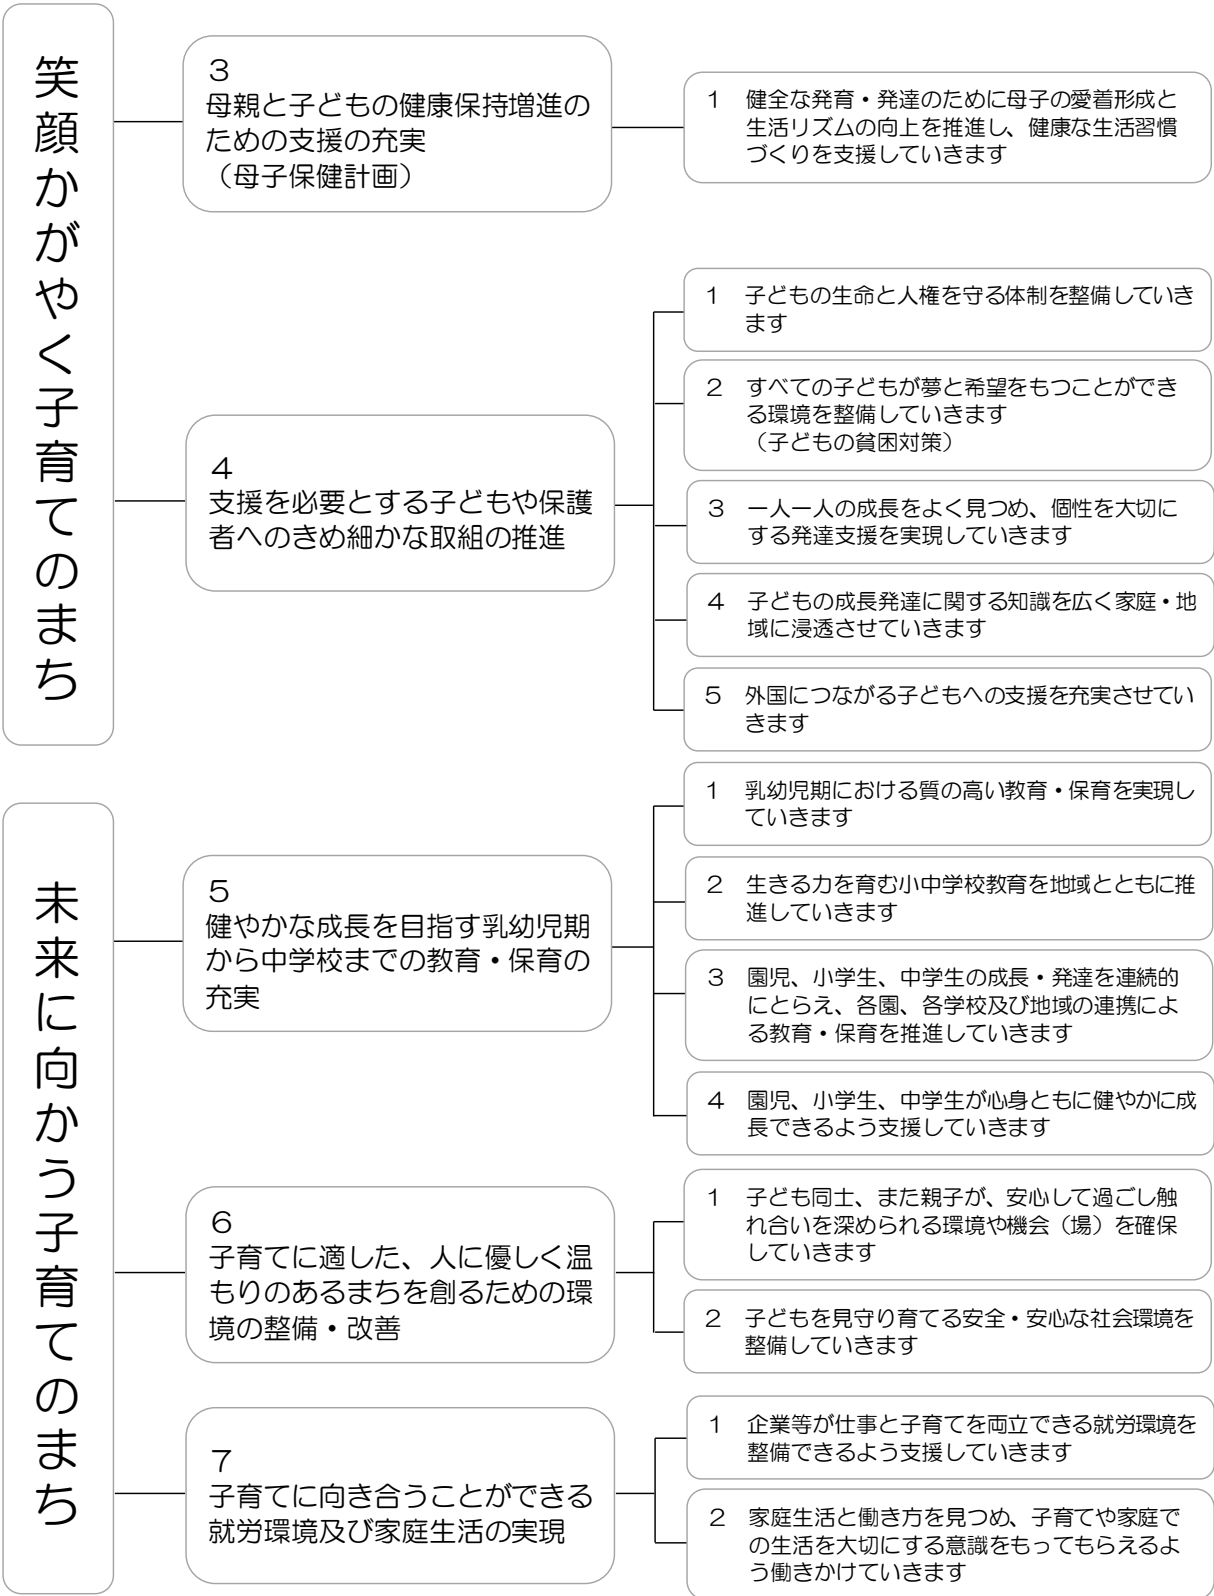 笑顔かがやく子育てのまち
3
母親と子どもの健康保持増進の
ための支援の充実
（母子保健計画）
1　健全な発育・発達のために母子の愛着形成と
生活リズムの向上を推進し、健康な生活習慣
づくりを支援していきます
4
支援を必要とする子どもや保護
者へのきめ細かな取組の推進
1　子どもの生命と人権を守る体制を整備していき
ます
2　すべての子どもが夢と希望をもつことができ
る環境を整備していきます
（子どもの貧困対策）
3　一人一人の成長をよく見つめ、個性を大切に
する発達支援を実現していきます
4　子どもの成長発達に関する知識を広く家庭・地
域に浸透させていきます
5　外国につながる子どもへの支援を充実させてい
きます
未来に向かう子育てのまち
5
健やかな成長を目指す乳幼児期
から中学校までの教育・保育の
充実
1　乳幼児期における質の高い教育・保育を実現し
ていきます
2　生きる力を育む小中学校教育を地域とともに推
進していきます
3　園児、小学生、中学生の成長・発達を連続的
にとらえ、各園、各学校及び地域の連携によ
る教育・保育を推進していきます
4　園児、小学生、中学生が心身ともに健やかに成
長できるよう支援していきます
6
子育てに適した、人に優しく温
もりのあるまちを創るための環
境の整備・改善
1　子ども同士、また親子が、安心して過ごし触
れ合いを深められる環境や機会（場）を確保
していきます
2　子どもを見守り育てる安全・安心な社会環境を
整備していきます
7
子育てに向き合うことができる
就労環境及び家庭生活の実現
1　企業等が仕事と子育てを両立できる就労環境を
整備できるよう支援していきます
2　家庭生活と働き方を見つめ、子育てや家庭で
の生活を大切にする意識をもってもらえるよ
う働きかけていきます